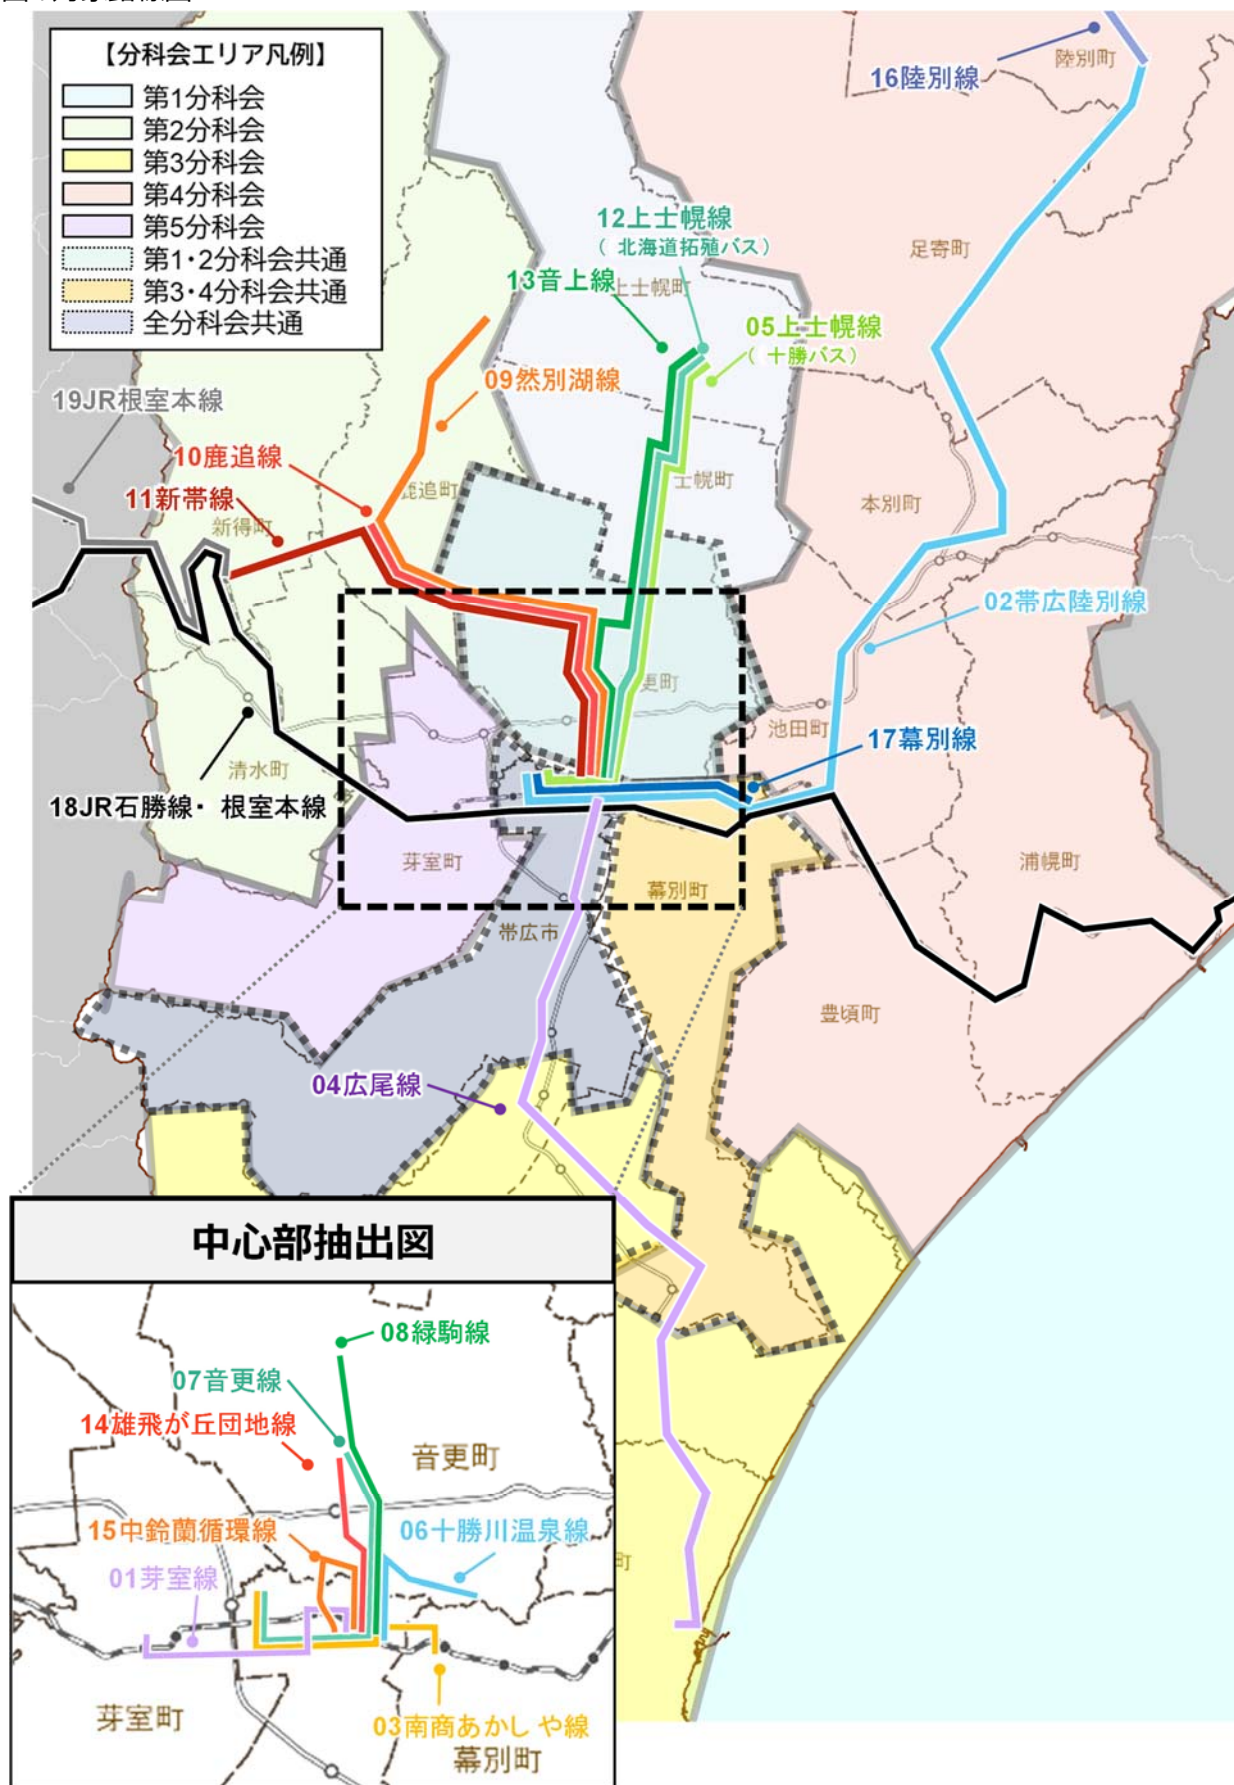 【分科会エリア凡例】
第1分科会
第2分科会
第3分科会
第4分科会
第5分科会
第1・2分科会共通
第3・4分科会共通
全分科会共通
陸別町
16陸別線
12上士幌線
（ 北海道拓殖バス）
足寄町
13音上線
上士幌町
05上士幌線
（ 十勝バス）
09然別湖線
19JR根室本線
10鹿追線
11新帯線
鹿追町
士幌町
新得町
本別町
02帯広陸別線
更町
池田町
17幕別線
清水町
18JR石勝線・ 根室本線
芽室町
幕別町
浦幌町
帯広市
豊頃町
04広尾線
町
中心部抽出図
08緑駒線
07音更線
14雄飛が丘団地線
音更町
15中鈴蘭循環線
06十勝川温泉線
01芽室線
芽室町
03南商あかし や線
幕別町